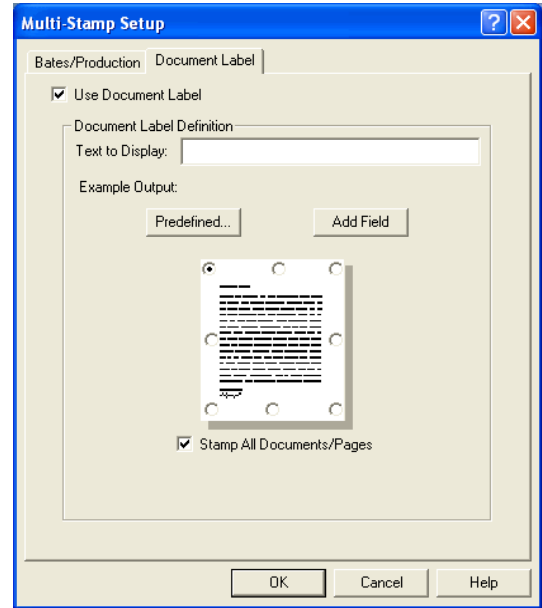 Multi-Stamp Setup
Bates/Production Document Label
Use Document Label
Document Label Definition
Text to Display:
Example Output:
Predefined... Add Field
Stamp All Documents/Pages
OK Cancel Help